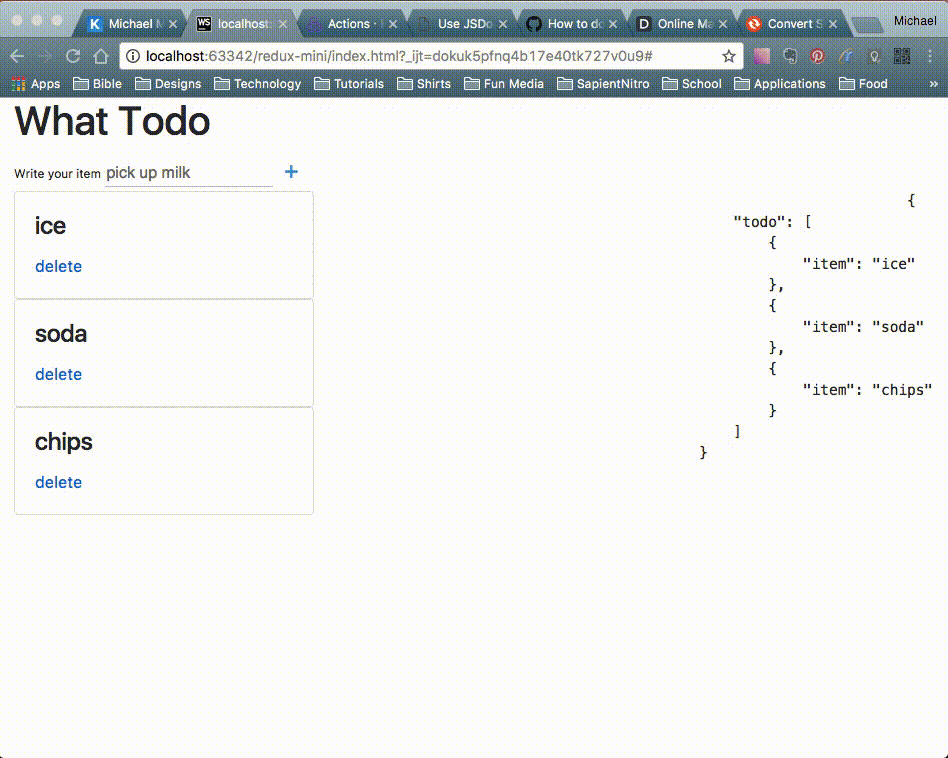 Michael M
localhost:
Actions ·
Use JSDo
How to do
Online Ma
Convert S
Michael
localhost:63342/redux-mini/index.html?_ijt=dokuk5pfnq4b17e40tk727v0u9#
Apps Bible Designs Technology Tutorials Shirts Fun Media SapientNitro School Applications Food »
What Todo
Write your item pick up milk +
ice
delete
soda
delete
chips
delete
{
"todo": [
{
"item": "ice"
},
{
"item": "soda"
},
{
"item": "chips"
}
]
}